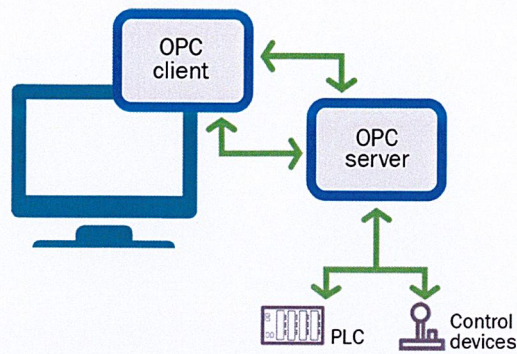 OPC
client
OPC
server
PLC
Control
devices